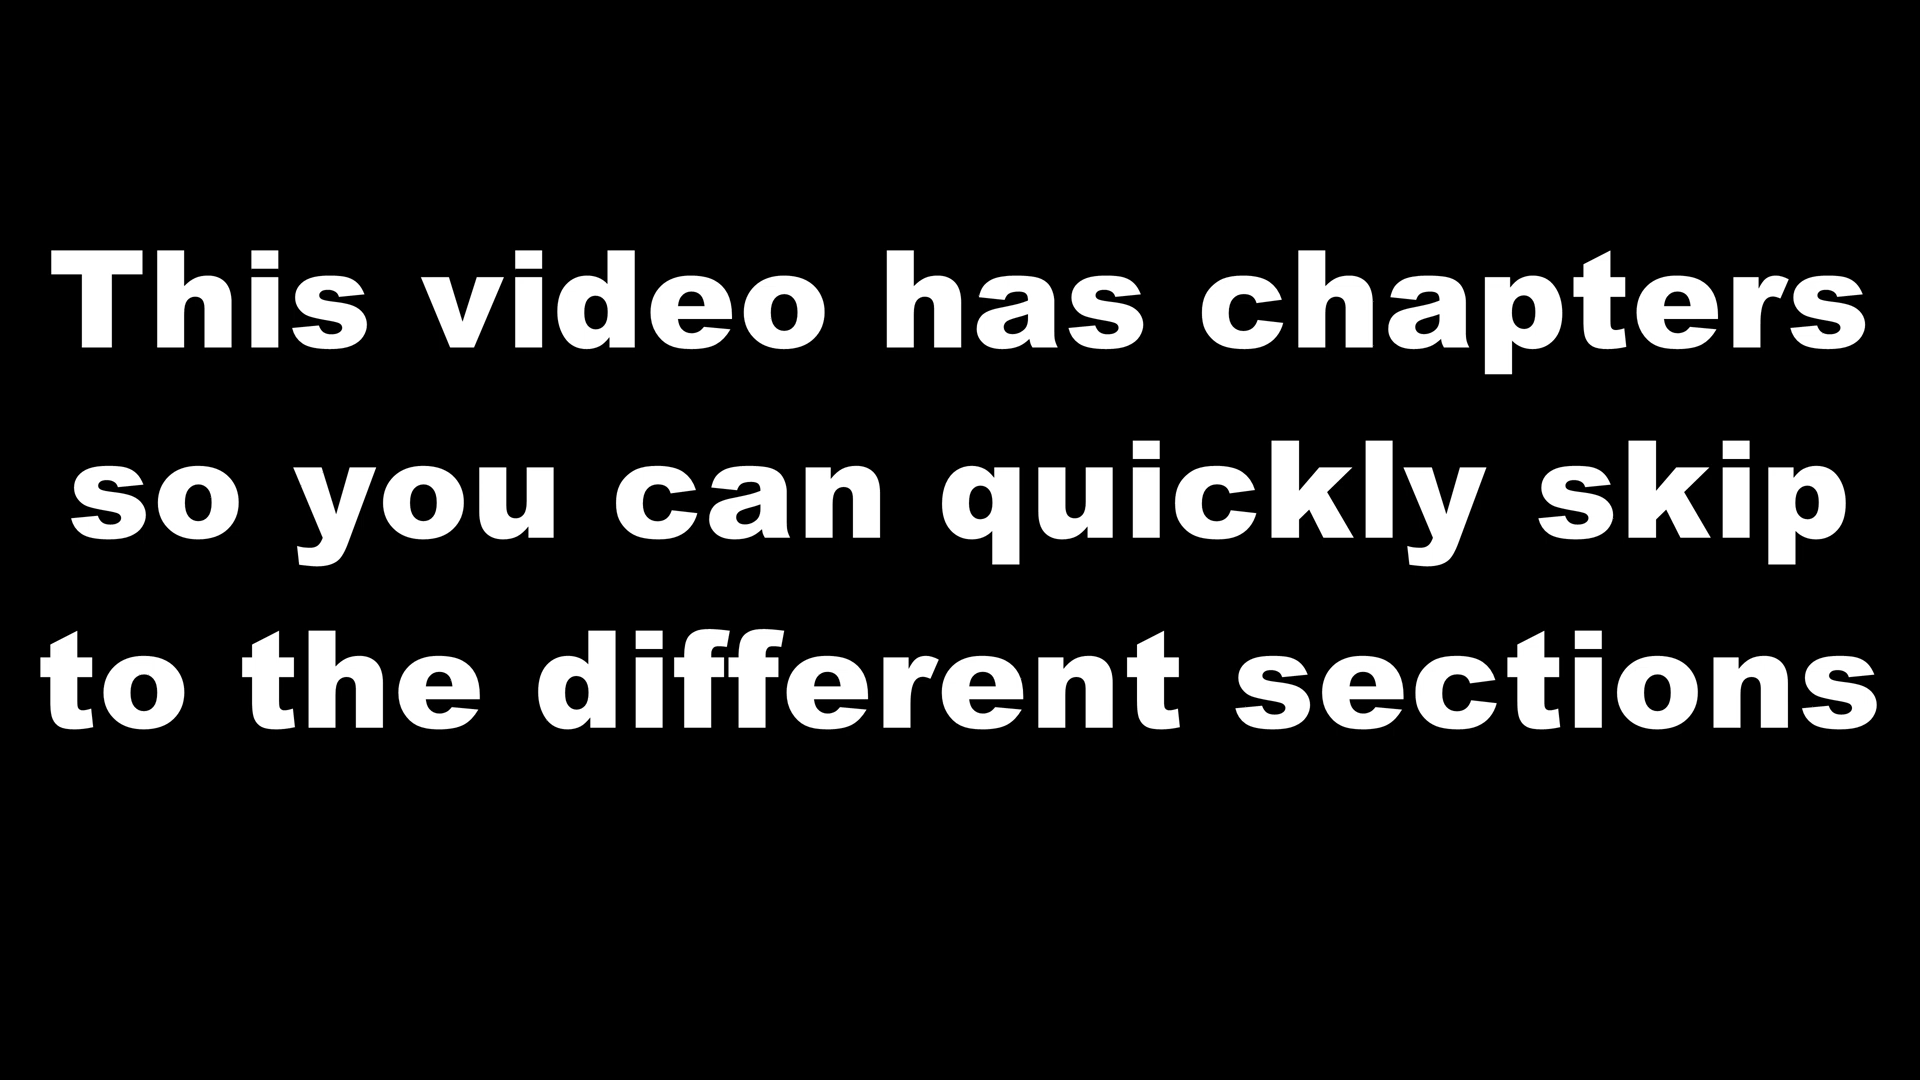 This video has chapters
so you can quickly skip
to the different sections